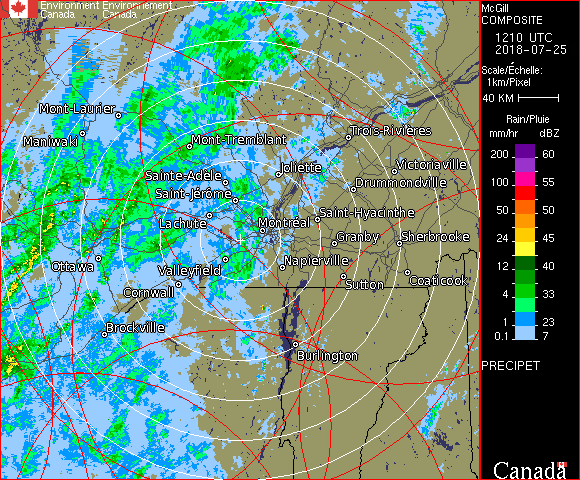 Environment Environnement
Canada Canada
McGill
COMPOSITE
1210 UTC
2018-07-25
Scale/Échelle:
1km/Pixel
40 KM
Rain/Pluie
mm/hr dBZ
200 60
100 55
50 50
24 45
12 40
4 33
1 23
0.1 7
PRECIPET
Canada
Mont-Laurier
Maniwaki
Mont-Tremblant
Trois-Rivières
Joliette
Victoriaville
Sainte-Adèle
Drummondville
Saint-Jérôme
Lachute
Saint-Hyacinthe
Montréal
Granby
Sherbrooke
Ottawa
Valleyfield
Napierville
Coaticook
Sutton
Cornwall
Brockville
Burlington